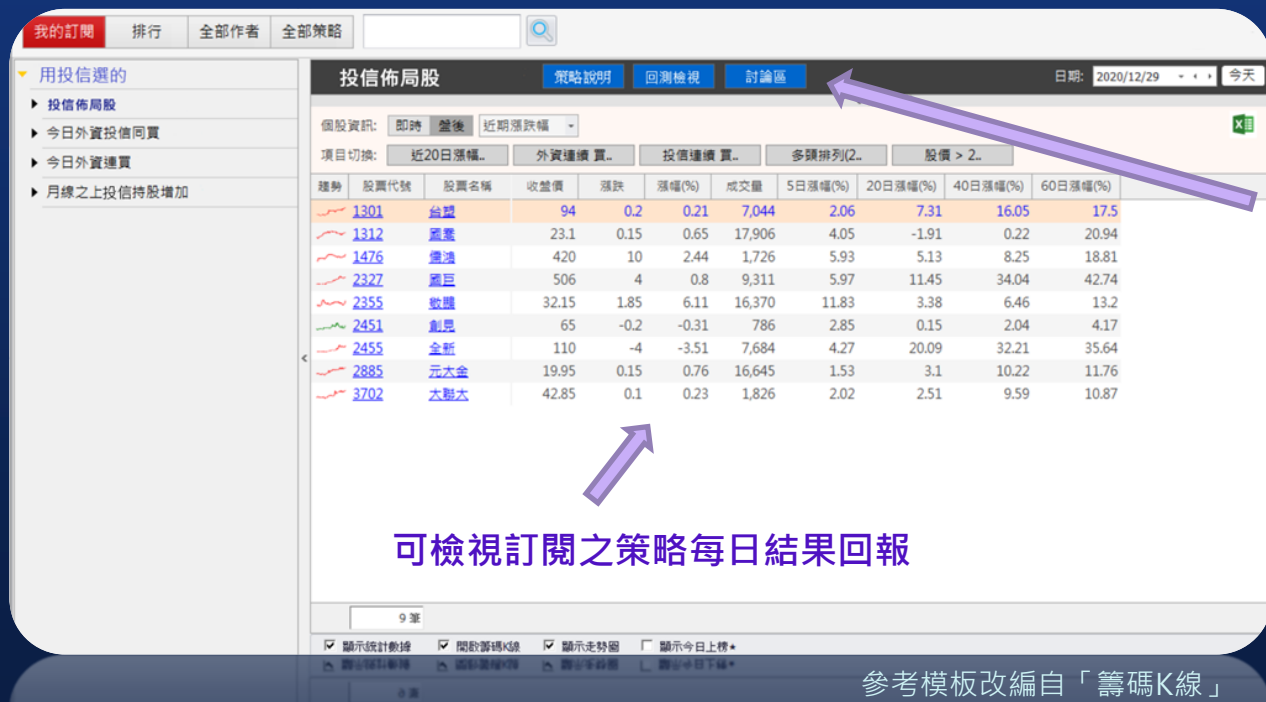 我的訂閱 排行 全部作者 全部策略
用投信選的
投信佈局股
今日外資投信同買
今日外資連買
月線之上投信持股增加
投信佈局股 策略說明 回測檢視 討論區 日期: 2020/12/29 今天
個股資訊: 即時 盤後 近期漲跌幅
項目切換: 近20日漲幅.. 外資連續 買.. 投信連續 買.. 多頭排列(2.. 股價 > 2..
趨勢 股票代號 股票名稱 收盤價 漲跌 漲幅(%) 成交量 5日漲幅(%) 20日漲幅(%) 40日漲幅(%) 60日漲幅(%)
1301 台塑 94 0.2 0.21 7,044 2.06 7.31 16.05 17.5
1312 國喬 23.1 0.15 0.65 17,906 4.05 -1.91 0.22 20.94
1476 儒鴻 420 10 2.44 1,726 5.93 5.13 8.25 18.81
2327 國巨 506 4 0.8 9,311 5.97 11.45 34.04 42.74
2355 敬鵬 32.15 1.85 6.11 16,370 11.83 3.38 6.46 13.2
2451 創見 65 -0.2 -0.31 786 2.85 0.15 2.04 4.17
2455 全新 110 -4 -3.51 7,684 4.27 20.09 32.21 35.64
2885 元大金 19.95 0.15 0.76 16,645 1.53 3.1 10.22 11.76
3702 大聯大 42.85 0.1 0.23 1,826 2.02 2.51 9.59 10.87
可檢視訂閱之策略每日結果回報
9 筆
顯示統計數據 開啟籌碼K線 顯示走勢圖 顯示今日上榜★
參考模板改編自「籌碼K線」